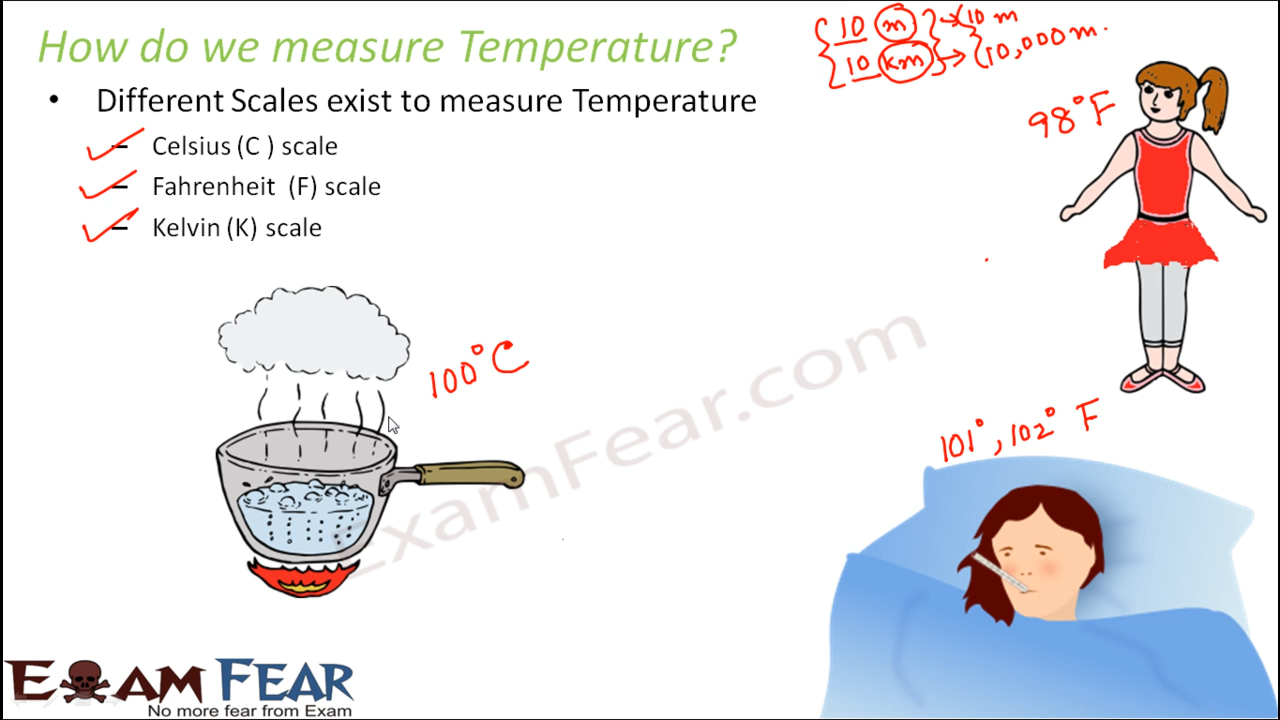 How do we measure Temperature?
{ 10 m } → { 10 m
{ 10 km } → { 10,000 m.
• Different Scales exist to measure Temperature
– Celsius (C ) scale
– Fahrenheit (F) scale
– Kelvin (K) scale
98°F
100°C
101°, 102° F
ExamFear.com
EXAM FEAR
No more fear from Exam